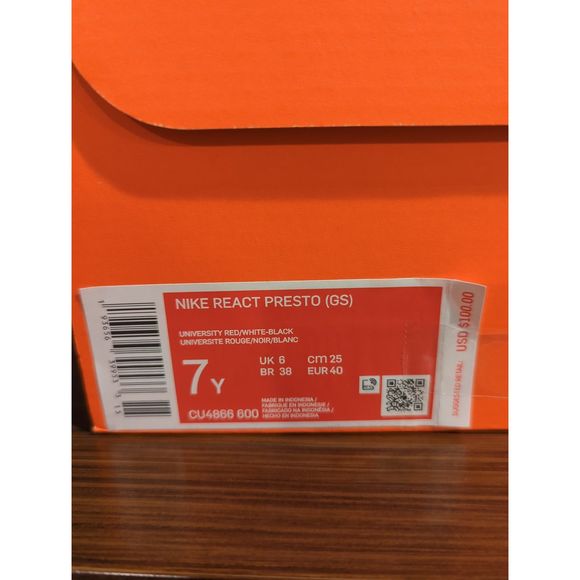 NIKE REACT PRESTO (GS)
UNIVERSITY RED/WHITE-BLACK
UNIVERSITE ROUGE/NOIR/BLANC
7Y
UK 6 cm 25
BR 38 EUR 40
CU4866 600
MADE IN INDONESIA /
FABRIQUE EN INDONESIE /
FABRICADO NA INDONESIA /
HECHO EN INDONESIA
SUGGESTED RETAIL: USD $100.00